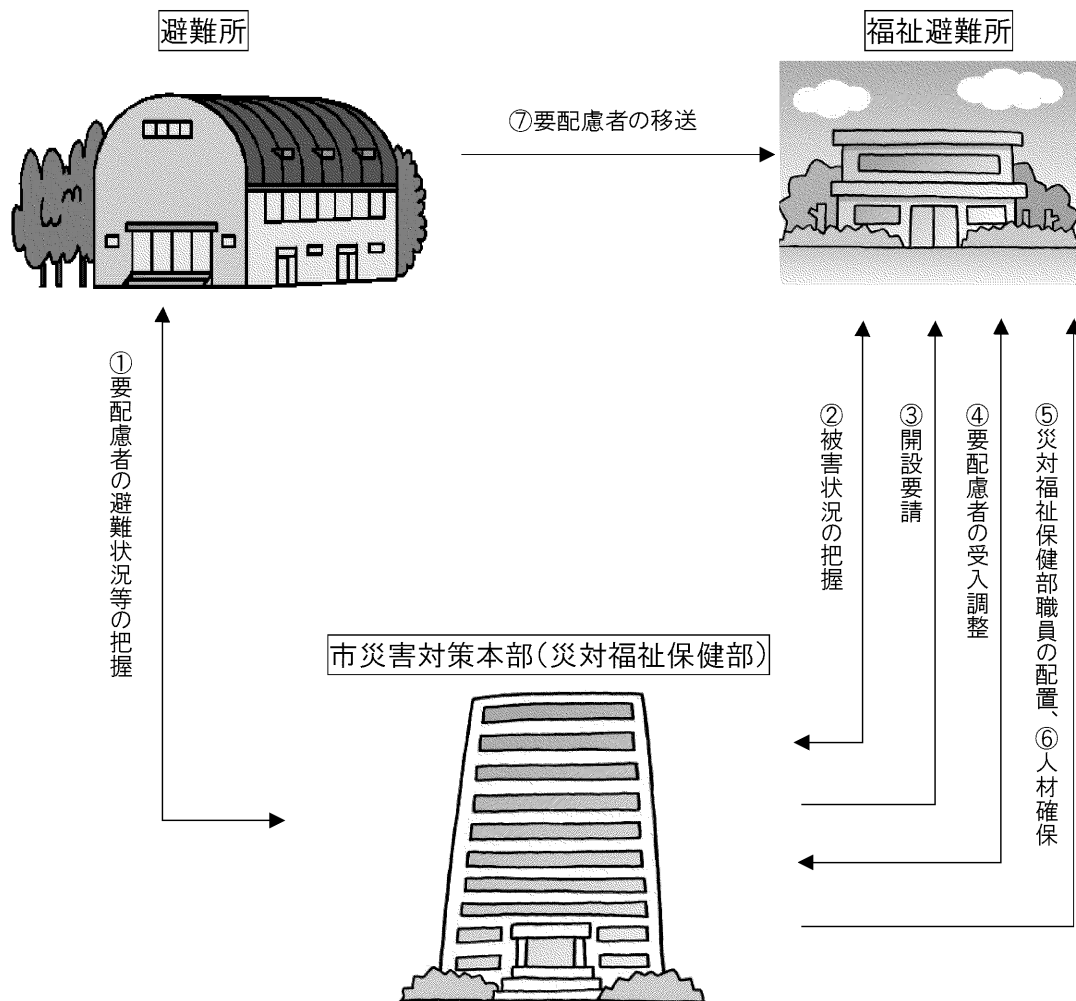 避難所
福祉避難所
⑦要配慮者の移送
①要配慮者の避難状況等の把握
②被害状況の把握
③開設要請
④要配慮者の受入調整
⑤災対福祉保健部職員の配置、⑥人材確保
市災害対策本部(災対福祉保健部)